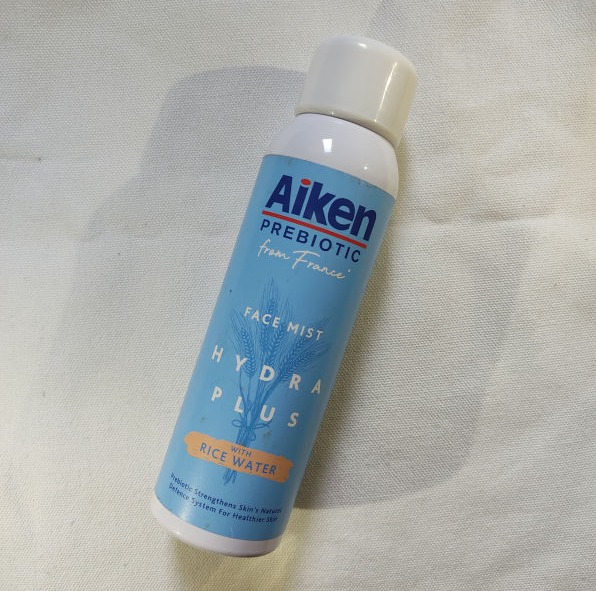 Aiken
PREBIOTIC
from France*
FACE MIST
HYDRA
PLUS
WITH
RICE WATER
Prebiotic Strengthens Skin's Natural
Defence System For Healthier Skin